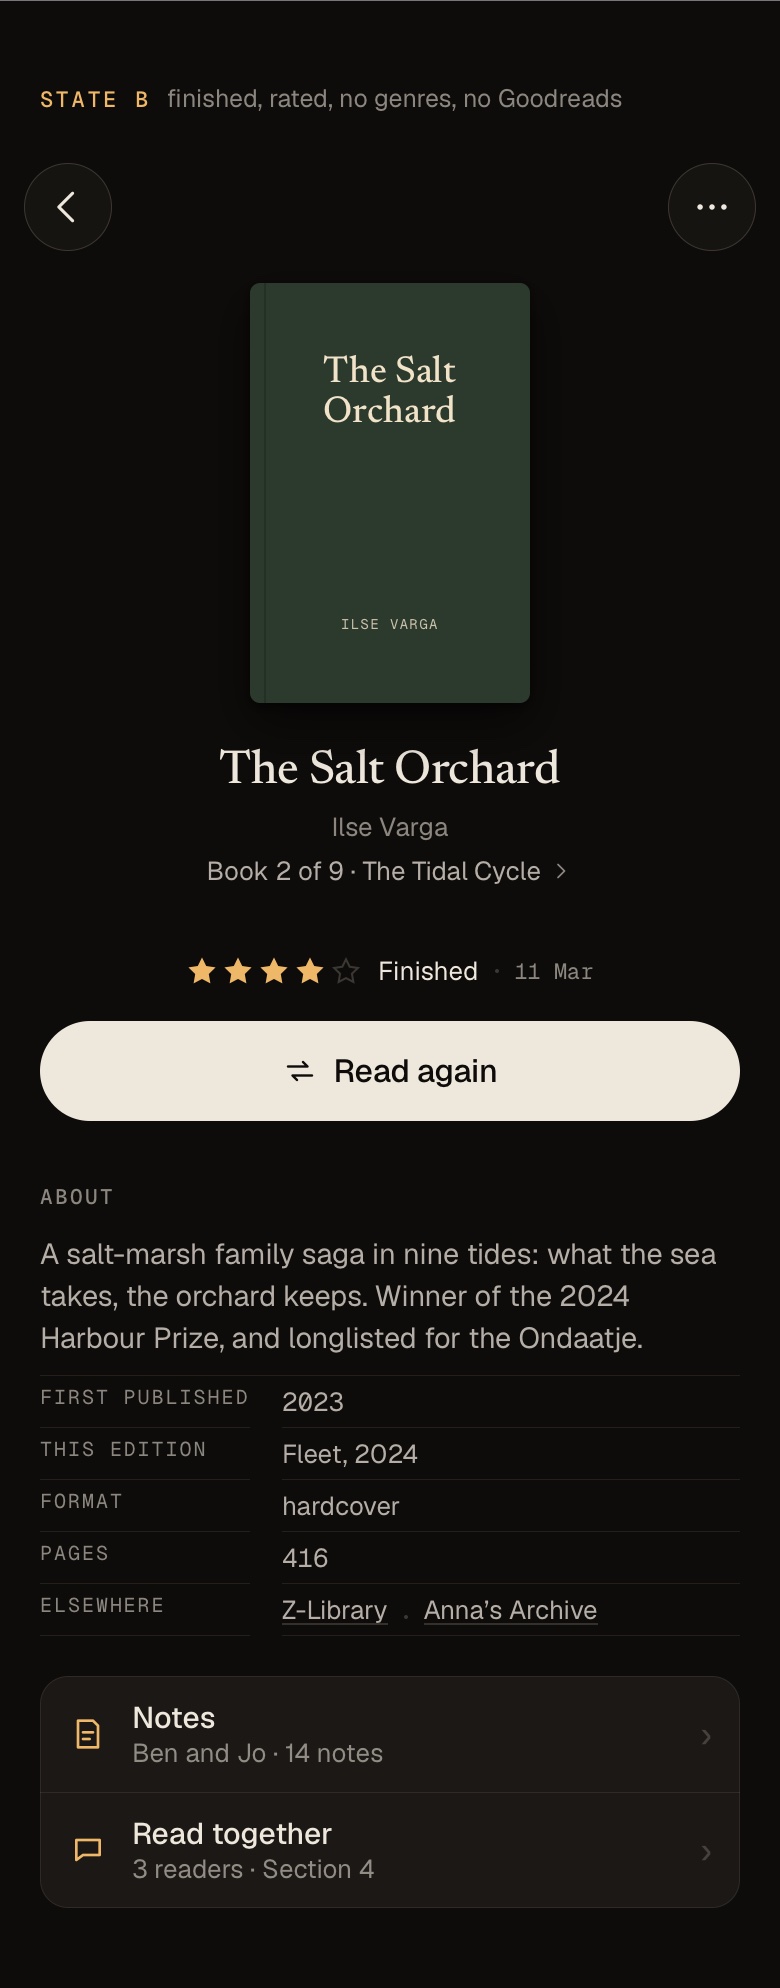 STATE B finished, rated, no genres, no Goodreads
The Salt
Orchard
ILSE VARGA
The Salt Orchard
Ilse Varga
Book 2 of 9 · The Tidal Cycle
Finished · 11 Mar
Read again
ABOUT
A salt-marsh family saga in nine tides: what the sea
takes, the orchard keeps. Winner of the 2024
Harbour Prize, and longlisted for the Ondaatje.
FIRST PUBLISHED 2023
THIS EDITION Fleet, 2024
FORMAT hardcover
PAGES 416
ELSEWHERE Z-Library · Anna’s Archive
Notes
Ben and Jo · 14 notes
Read together
3 readers · Section 4